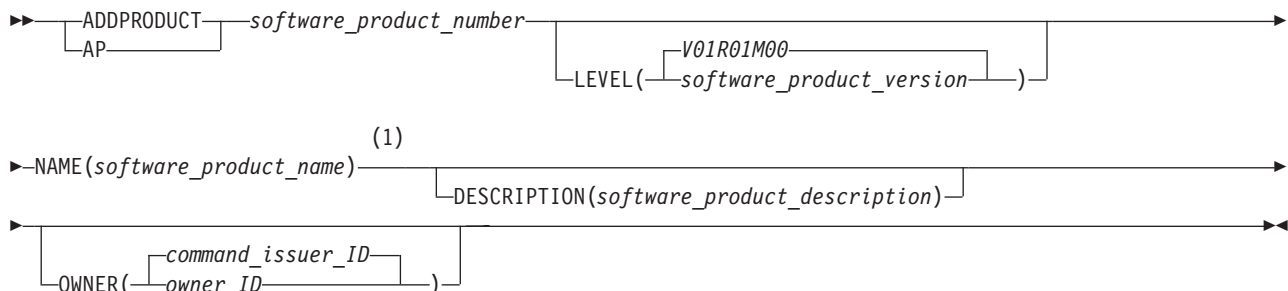 ADDPRODUCT software_product_number
AP
V01R01M00
LEVEL( software_product_version )
(1)
NAME(software_product_name)
DESCRIPTION(software_product_description)
command_issuer_ID
OWNER( owner_ID )